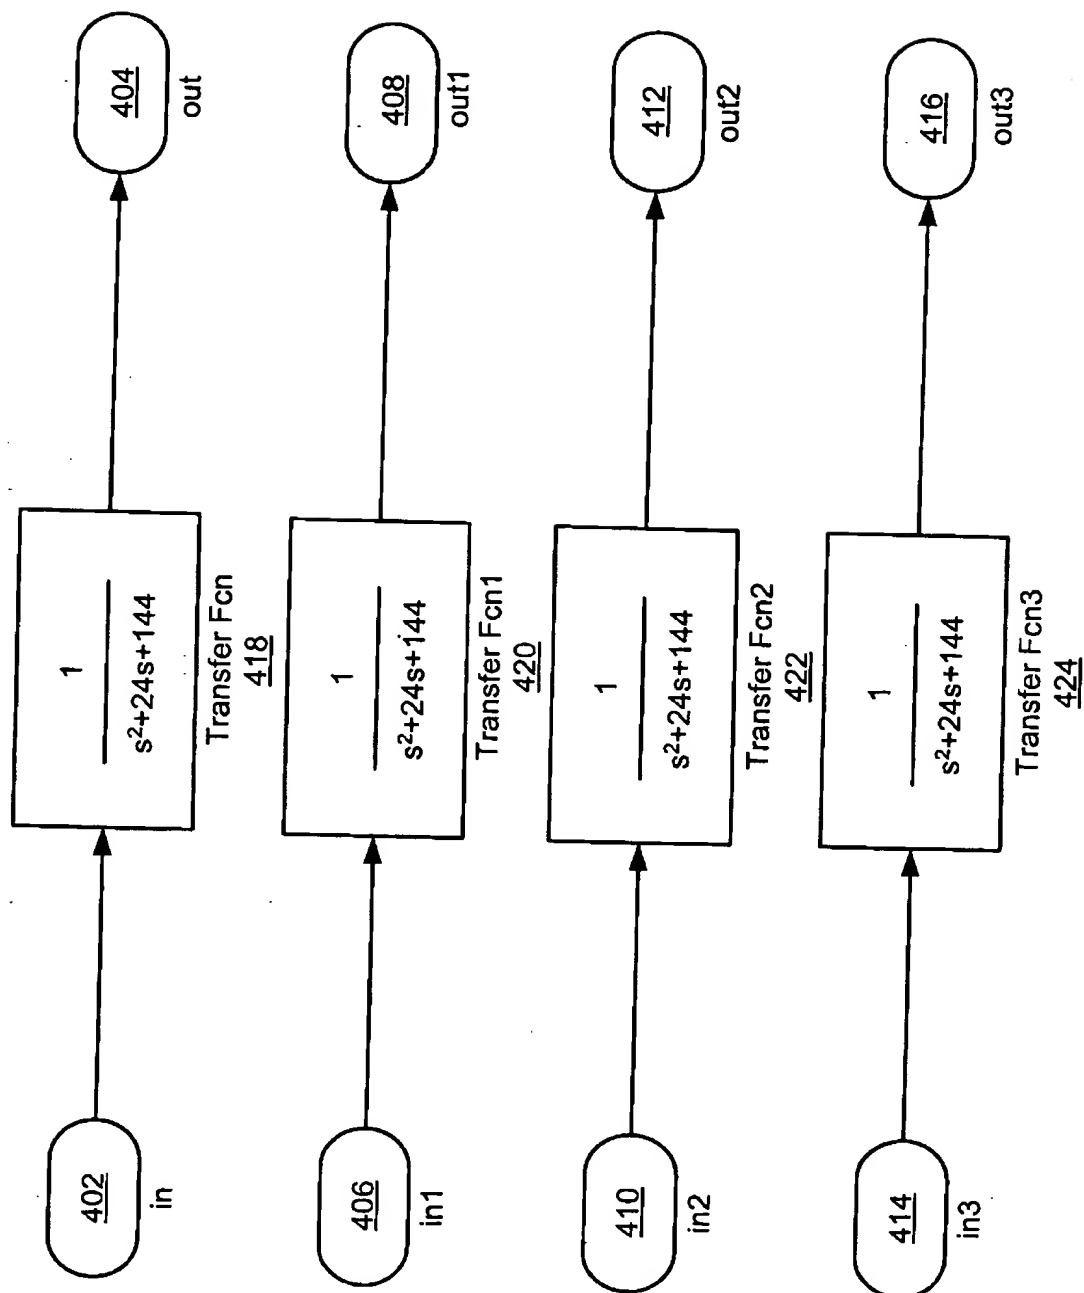 402
in
1
s²+24s+144
Transfer Fcn
418
404
out
406
in1
1
s²+24s+144
Transfer Fcn1
420
408
out1
410
in2
1
s²+24s+144
Transfer Fcn2
422
412
out2
414
in3
1
s²+24s+144
Transfer Fcn3
424
416
out3